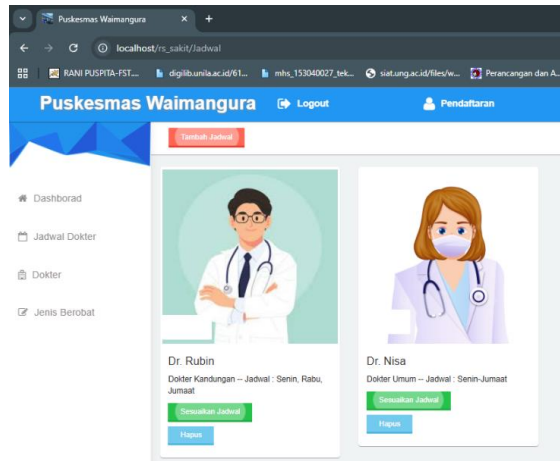 Puskesmas Waimangura
localhost/rs_sakit/Jadwal
RANI PUSPITA-FST.... digilib.unila.ac.id/61... mhs_153040027_tek... siat.ung.ac.id/files/w... Perancangan dan A...
Puskesmas Waimangura Logout Pendaftaran
Tambah Jadwal
Dashborad
Jadwal Dokter
Dokter
Jenis Berobat
Dr. Rubin
Dokter Kandungan -- Jadwal : Senin, Rabu,
Jumaat
Sesuaikan Jadwal
Hapus
Dr. Nisa
Dokter Umum -- Jadwal : Senin-Jumaat
Sesuaikan Jadwal
Hapus